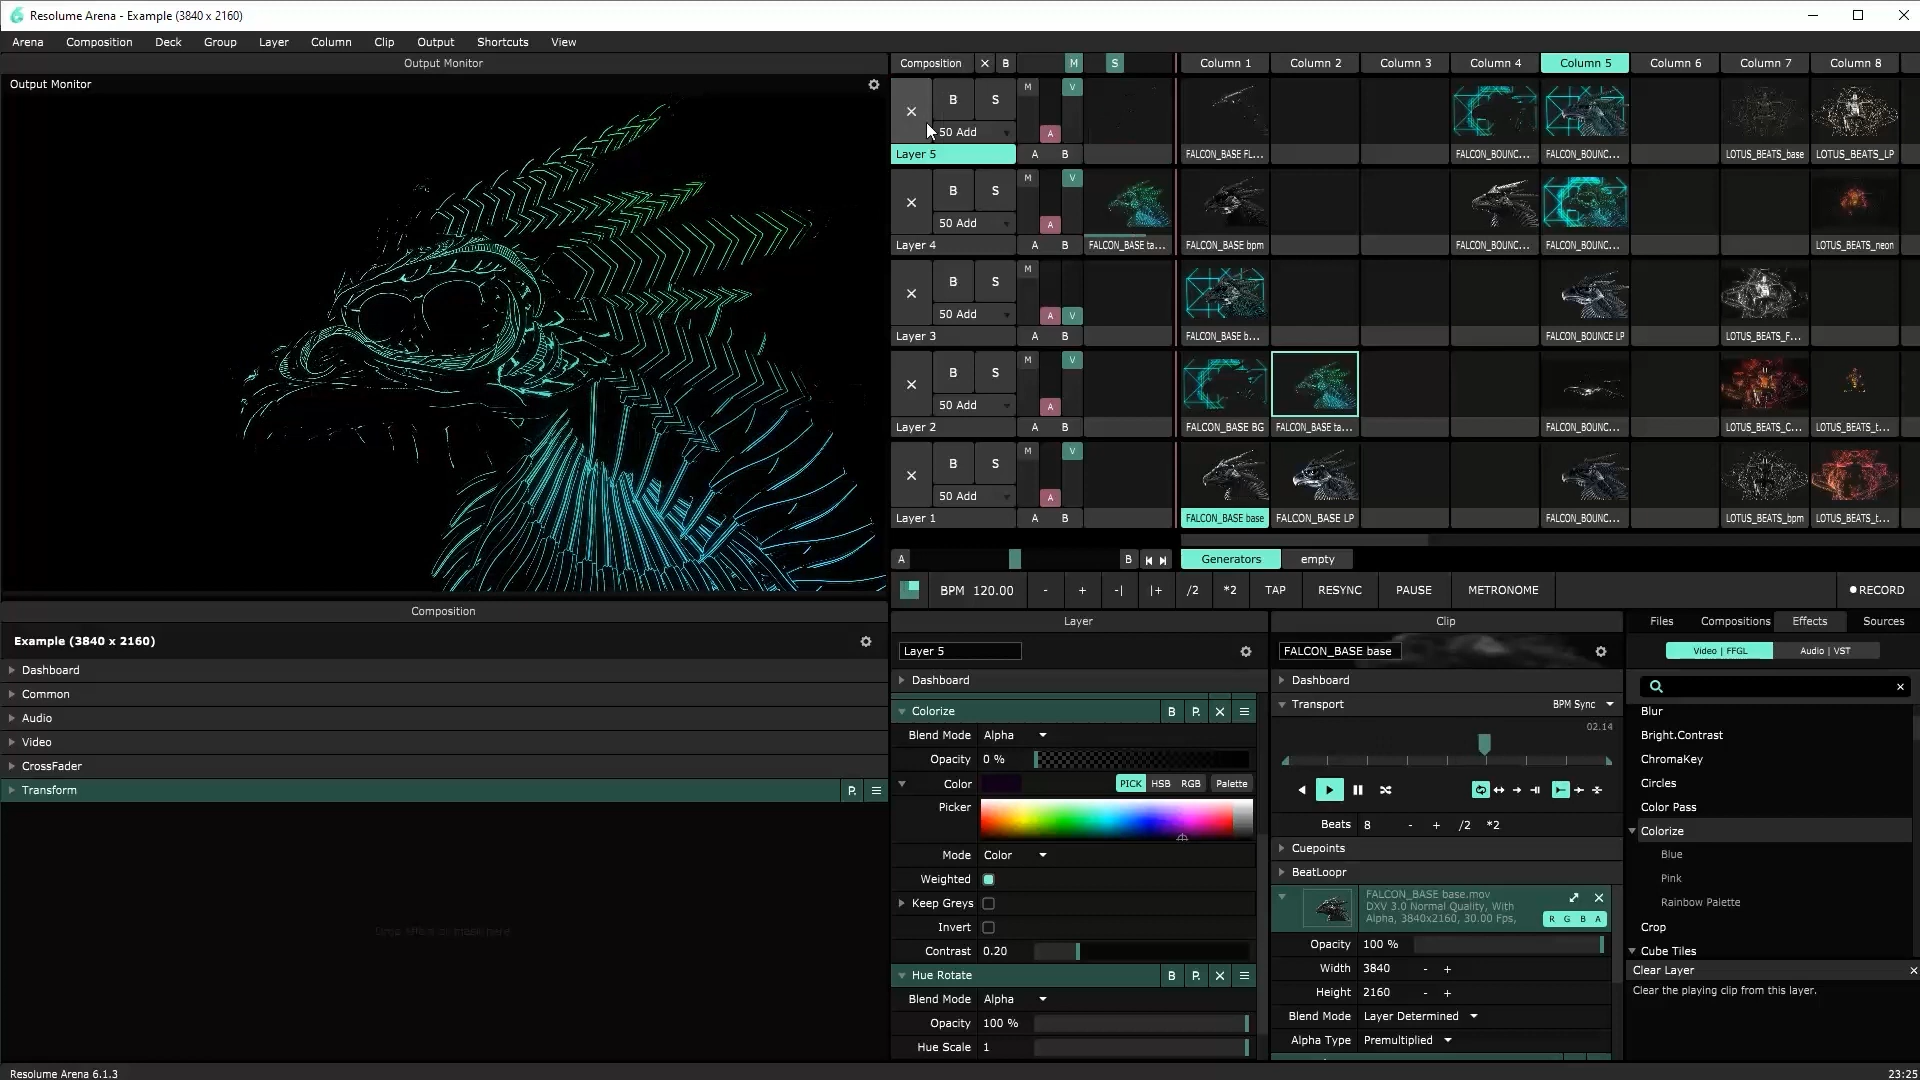 Resolume Arena - Example (3840 x 2160)
Arena Composition Deck Group Layer Column Clip Output Shortcuts View
Output Monitor
Output Monitor
Composition × B M S Column 1 Column 2 Column 3 Column 4 Column 5 Column 6 Column 7 Column 8
× B S M V
50 Add A
Layer 5 A B FALCON_BASE FL... FALCON_BOUNC... FALCON_BOUNC... LOTUS_BEATS_base LOTUS_BEATS_LP
× B S M V
50 Add A
Layer 4 A B FALCON_BASE ta... FALCON_BASE bpm FALCON_BOUNC... FALCON_BOUNC... LOTUS_BEATS_neon
× B S M
50 Add A V
Layer 3 A B FALCON_BASE b... FALCON_BOUNCE LP LOTUS_BEATS_F...
× B S M V
50 Add A
Layer 2 A B FALCON_BASE BG FALCON_BASE ta... FALCON_BOUNC... LOTUS_BEATS_C... LOTUS_BEATS_t...
× B S M V
50 Add A
Layer 1 A B FALCON_BASE base FALCON_BASE LP FALCON_BOUNC... LOTUS_BEATS_bpm LOTUS_BEATS_t...
A B Generators empty
BPM 120.00 - + -| |+ /2 *2 TAP RESYNC PAUSE METRONOME RECORD
Composition
Example (3840 x 2160)
Dashboard
Common
Audio
Video
CrossFader
Transform P.
Drop effect or mask here
Layer
Layer 5
Dashboard
Colorize B P. X
Blend Mode Alpha
Opacity 0 %
Color PICK HSB RGB Palette
Picker
Mode Color
Weighted
Keep Greys
Invert
Contrast 0.20
Hue Rotate B P. X
Blend Mode Alpha
Opacity 100 %
Hue Scale 1
Clip
FALCON_BASE base
Dashboard
Transport BPM Sync
02.14
Beats 8 - + /2 *2
Cuepoints
BeatLoopr
FALCON_BASE base.mov
DXV 3.0 Normal Quality, With
Alpha, 3840x2160, 30.00 Fps,
R G B A
Opacity 100 %
Width 3840 - +
Height 2160 - +
Blend Mode Layer Determined
Alpha Type Premultiplied
Files Compositions Effects Sources
Video | FFGL Audio | VST
Blur
Bright.Contrast
ChromaKey
Circles
Color Pass
Colorize
Blue
Pink
Rainbow Palette
Crop
Cube Tiles
Clear Layer
Clear the playing clip from this layer.
Resolume Arena 6.1.3 23:25